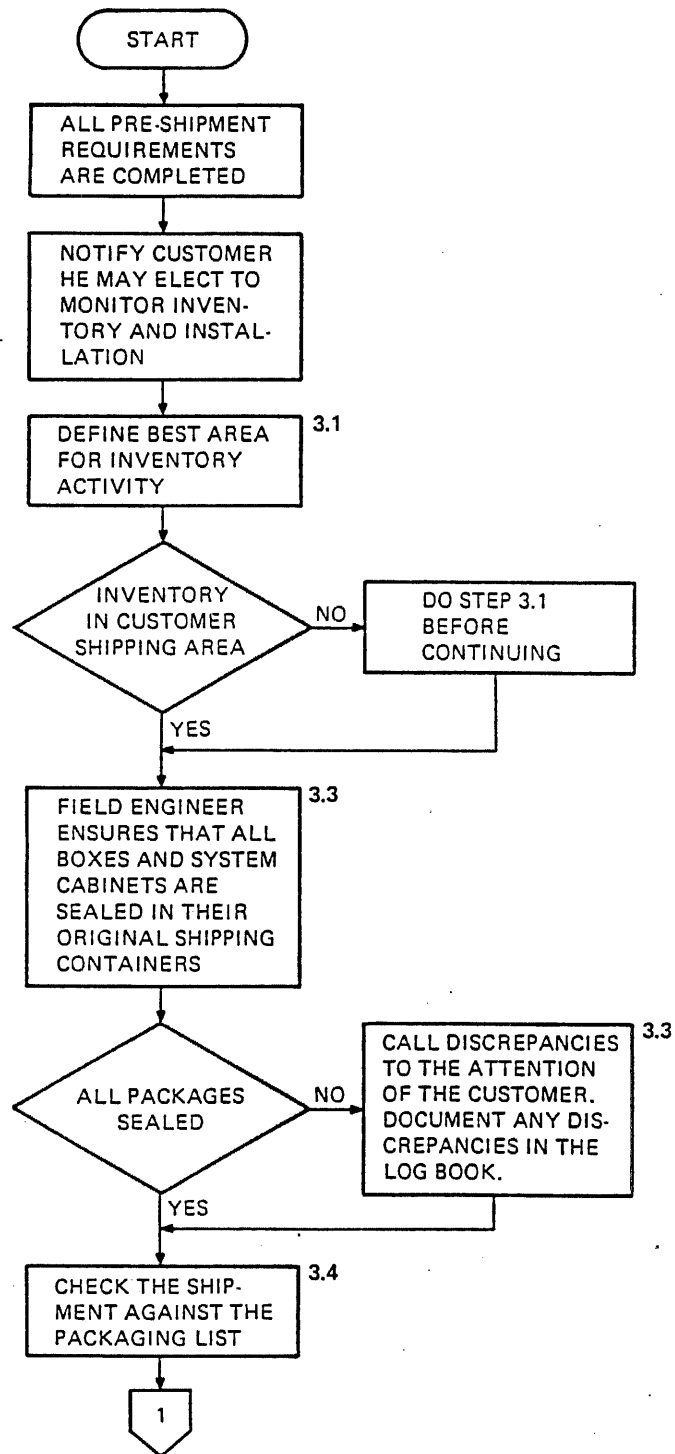 START
ALL PRE-SHIPMENT
REQUIREMENTS
ARE COMPLETED
NOTIFY CUSTOMER
HE MAY ELECT TO
MONITOR INVEN-
TORY AND INSTAL-
LATION
3.1
DEFINE BEST AREA
FOR INVENTORY
ACTIVITY
INVENTORY
IN CUSTOMER
SHIPPING AREA
NO
DO STEP 3.1
BEFORE
CONTINUING
YES
3.3
FIELD ENGINEER
ENSURES THAT ALL
BOXES AND SYSTEM
CABINETS ARE
SEALED IN THEIR
ORIGINAL SHIPPING
CONTAINERS
ALL PACKAGES
SEALED
NO
3.3
CALL DISCREPANCIES
TO THE ATTENTION
OF THE CUSTOMER.
DOCUMENT ANY DIS-
CREPANCIES IN THE
LOG BOOK.
YES
3.4
CHECK THE SHIP-
MENT AGAINST THE
PACKAGING LIST
1